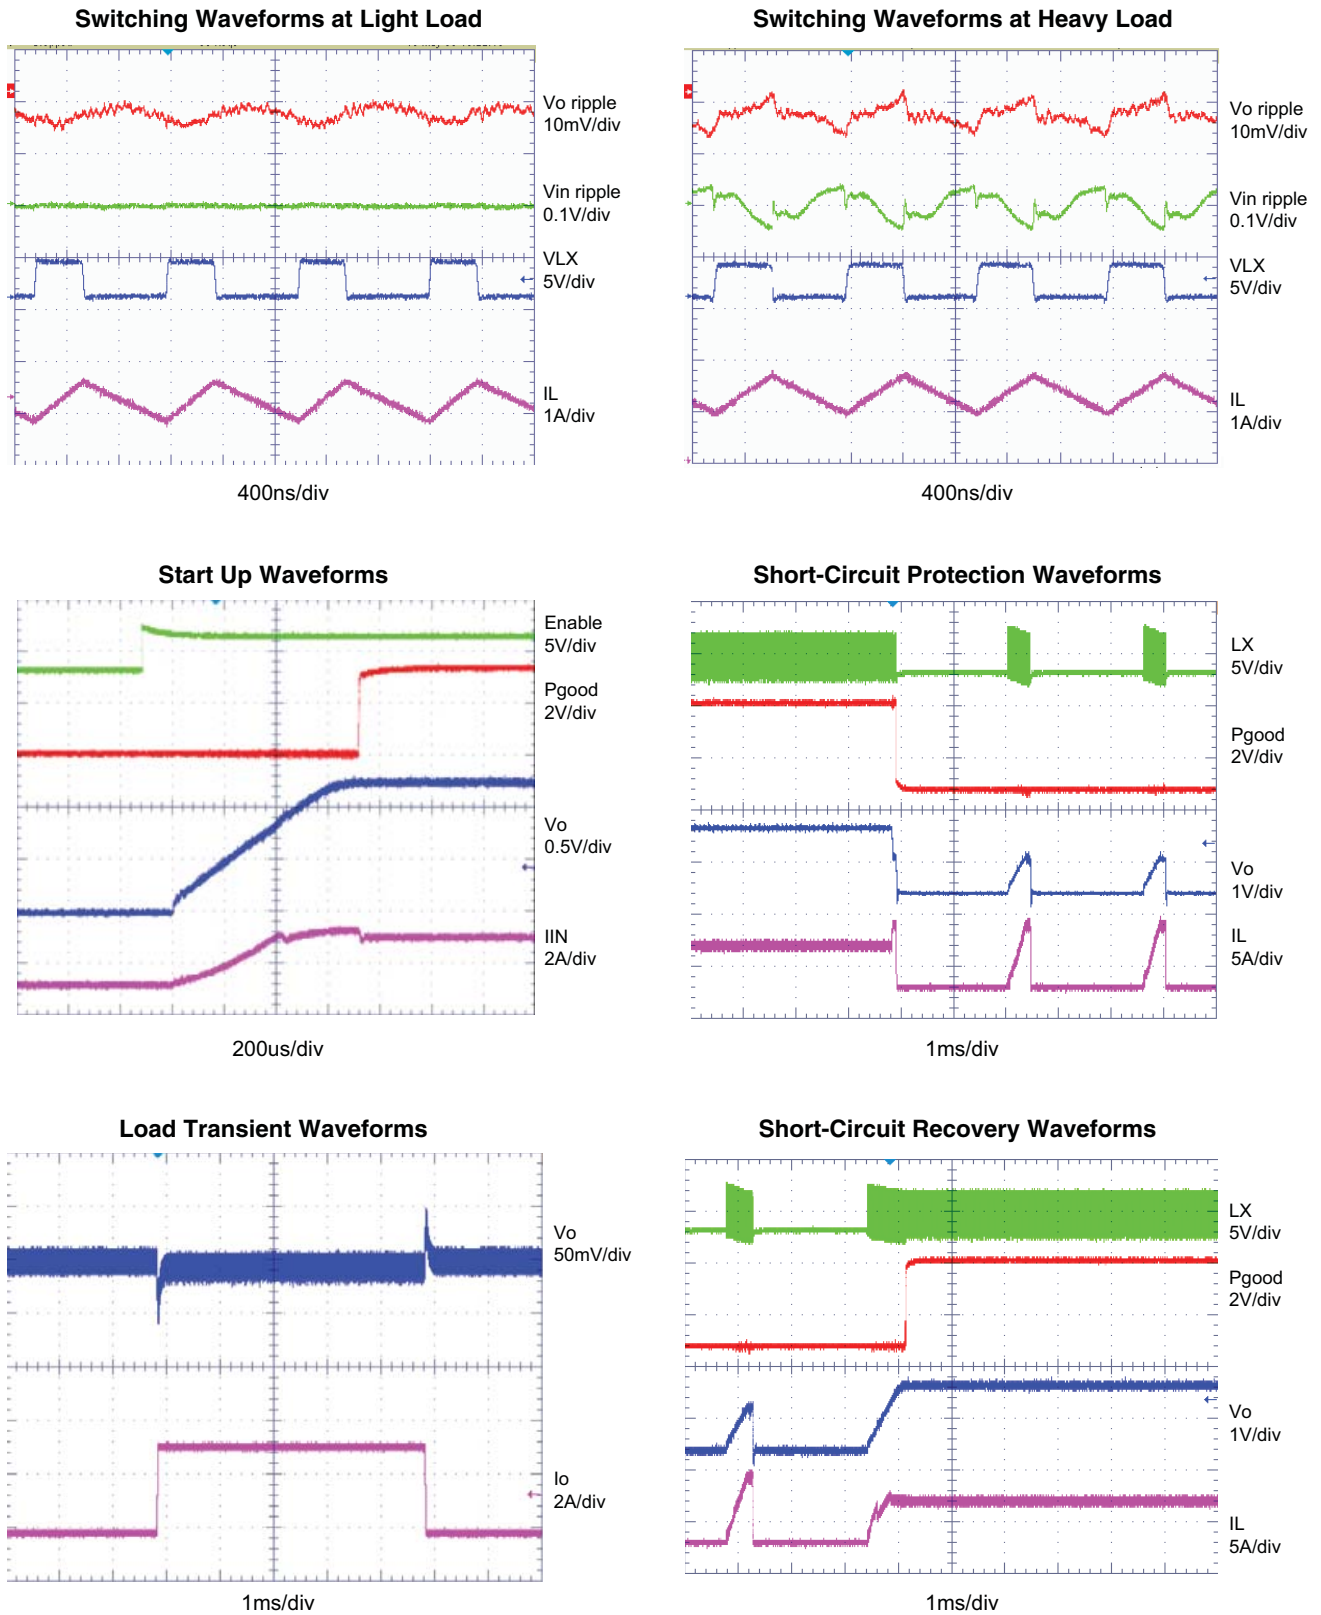 Switching Waveforms at Light Load
Vo ripple
10mV/div
Vin ripple
0.1V/div
VLX
5V/div
IL
1A/div
400ns/div
Switching Waveforms at Heavy Load
Vo ripple
10mV/div
Vin ripple
0.1V/div
VLX
5V/div
IL
1A/div
400ns/div
Start Up Waveforms
Enable
5V/div
Pgood
2V/div
Vo
0.5V/div
IIN
2A/div
200us/div
Short-Circuit Protection Waveforms
LX
5V/div
Pgood
2V/div
Vo
1V/div
IL
5A/div
1ms/div
Load Transient Waveforms
Vo
50mV/div
Io
2A/div
1ms/div
Short-Circuit Recovery Waveforms
LX
5V/div
Pgood
2V/div
Vo
1V/div
IL
5A/div
1ms/div